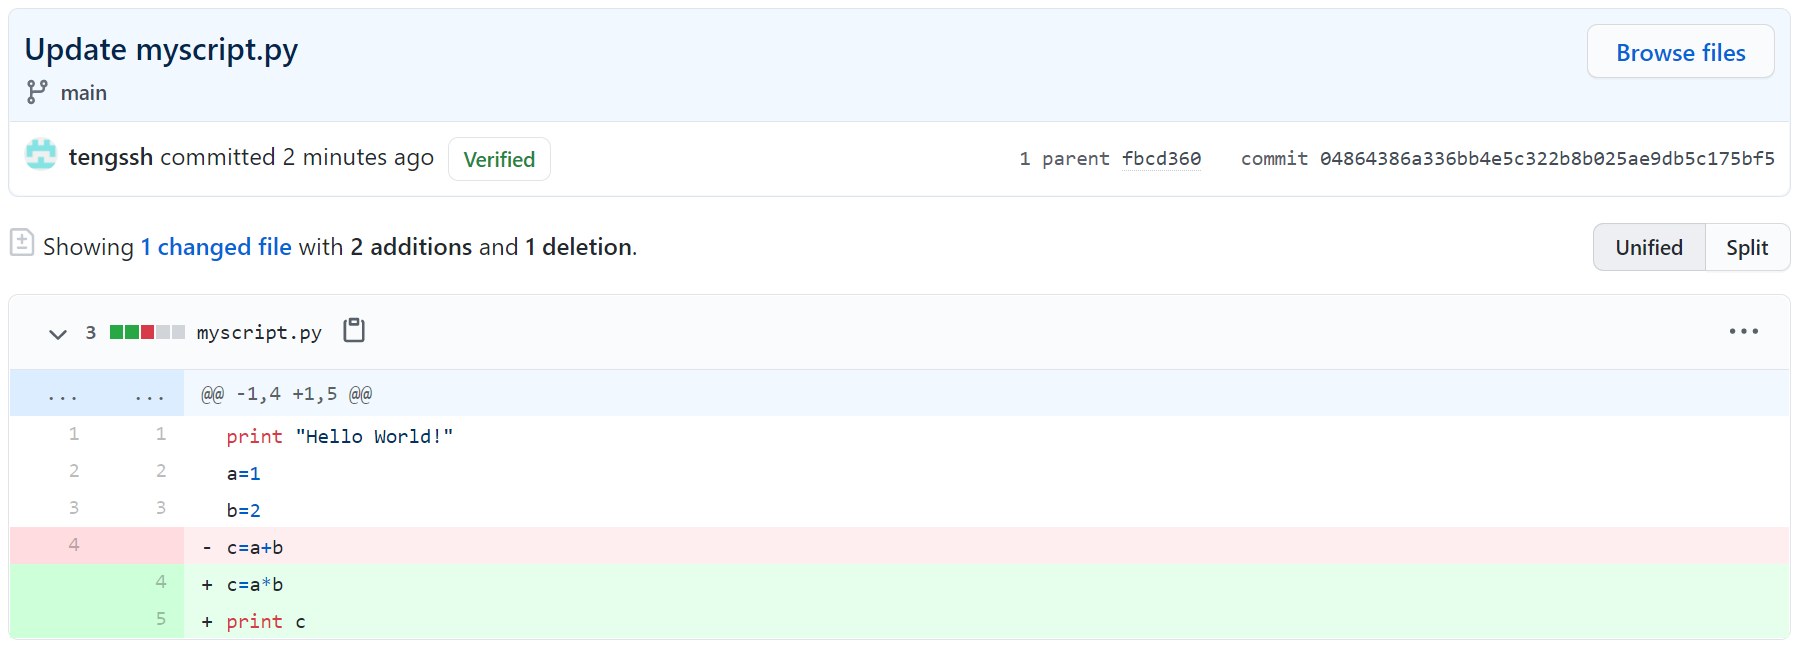 Update myscript.py
Browse files
main
tengssh committed 2 minutes ago Verified
1 parent fbcd360 commit 04864386a336bb4e5c322b8b025ae9db5c175bf5
Showing 1 changed file with 2 additions and 1 deletion.
Unified Split
3 myscript.py
... ... @@ -1,4 +1,5 @@
1 1 print "Hello World!"
2 2 a=1
3 3 b=2
4 - c=a+b
4 + c=a*b
5 + print c